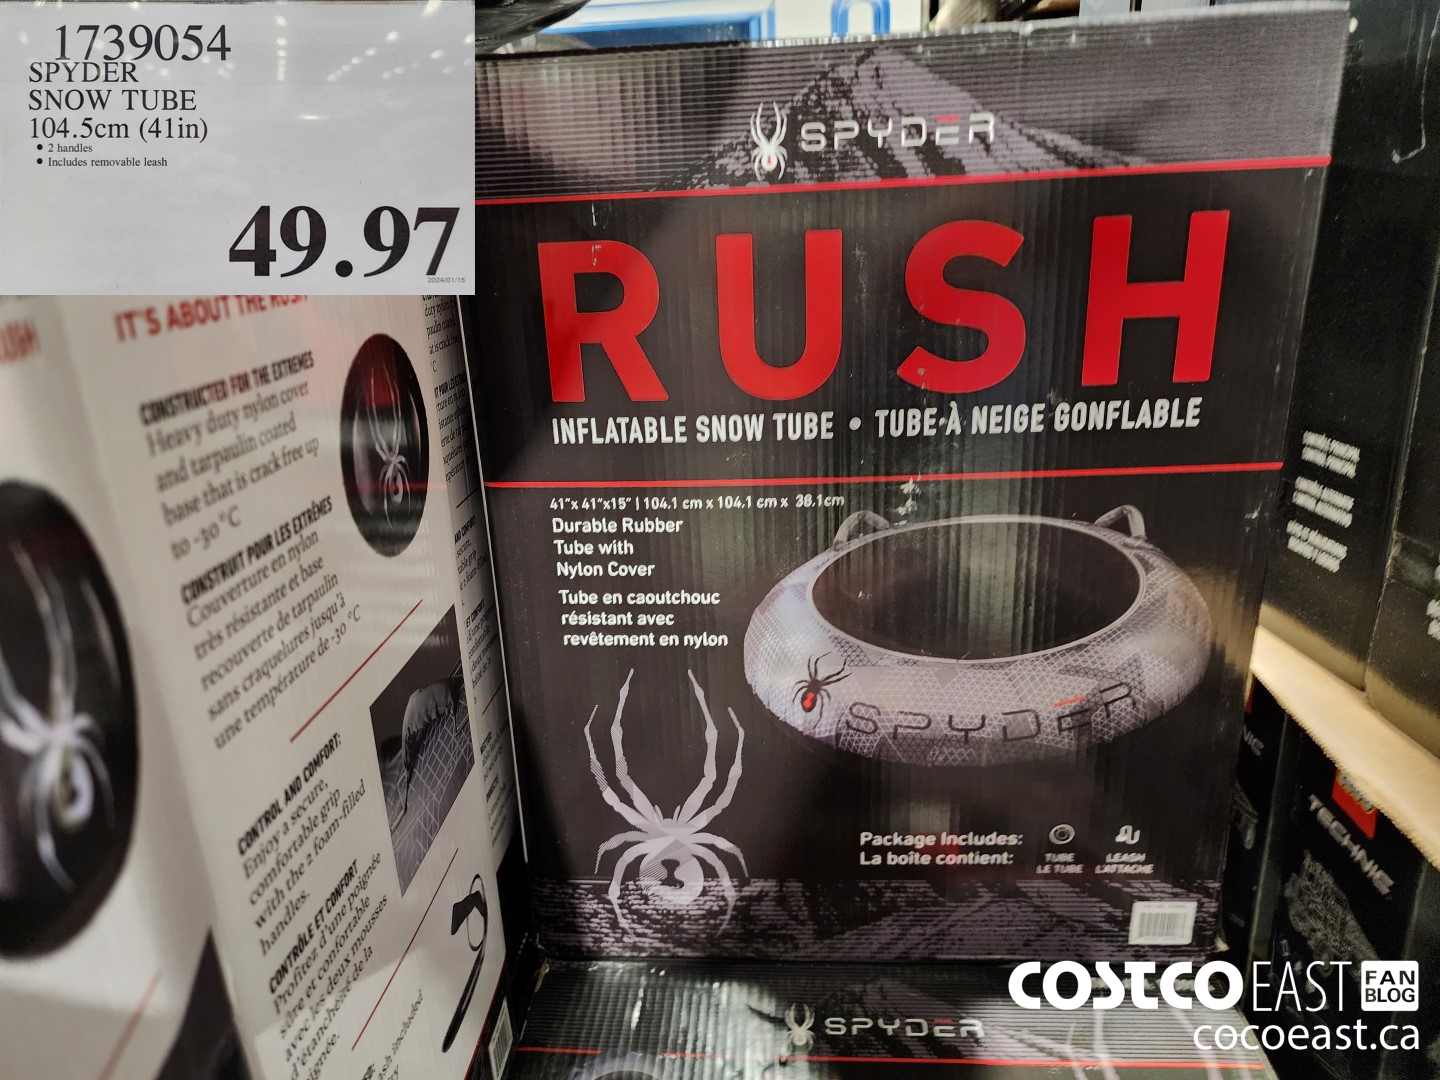 1739054
SPYDER
SNOW TUBE
104.5cm (41in)
• 2 handles
• Includes removable leash
49.97
2024/01/15
SPYDER
RUSH
INFLATABLE SNOW TUBE • TUBE À NEIGE GONFLABLE
41"x 41"x15" | 104.1 cm x 104.1 cm x 38.1cm
Durable Rubber
Tube with
Nylon Cover
Tube en caoutchouc
résistant avec
revêtement en nylon
SPYDER
Package Includes:
La boîte contient:
TUBE
LE TUBE
LEASH
L'ATTACHE
IT'S ABOUT THE RUSH
CONSTRUCTED FOR THE EXTREMES
Heavy duty nylon cover
and tarpaulin coated
base that is crack free up
to -30°C
CONSTRUIT POUR LES EXTRÊMES
Couverture en nylon
très résistante et base
recouverte de tarpaulin
sans craquelures jusqu'à
une température de -30 °C
CONTROL AND COMFORT:
Enjoy a secure,
comfortable grip
with the 2 foam-filled
handles.
CONTRÔLE ET CONFORT
Profitez d'une poignée
sûre et confortable
avec les deux mousses
SPYDER
TECHNIC
COSTCO EAST FAN BLOG
cocoeast.ca